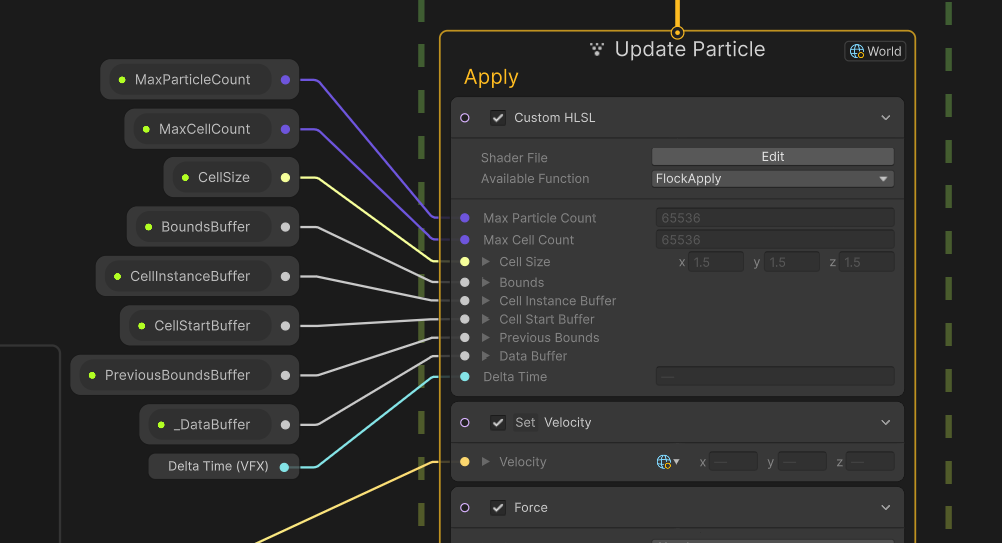 Update Particle
World
Apply
MaxParticleCount
MaxCellCount
CellSize
BoundsBuffer
CellInstanceBuffer
CellStartBuffer
PreviousBoundsBuffer
_DataBuffer
Delta Time (VFX)
Custom HLSL
Shader File Edit
Available Function FlockApply
Max Particle Count 65536
Max Cell Count 65536
Cell Size x 1.5 y 1.5 z 1.5
Bounds
Cell Instance Buffer
Cell Start Buffer
Previous Bounds
Data Buffer
Delta Time —
Set Velocity
Velocity x — y — z —
Force